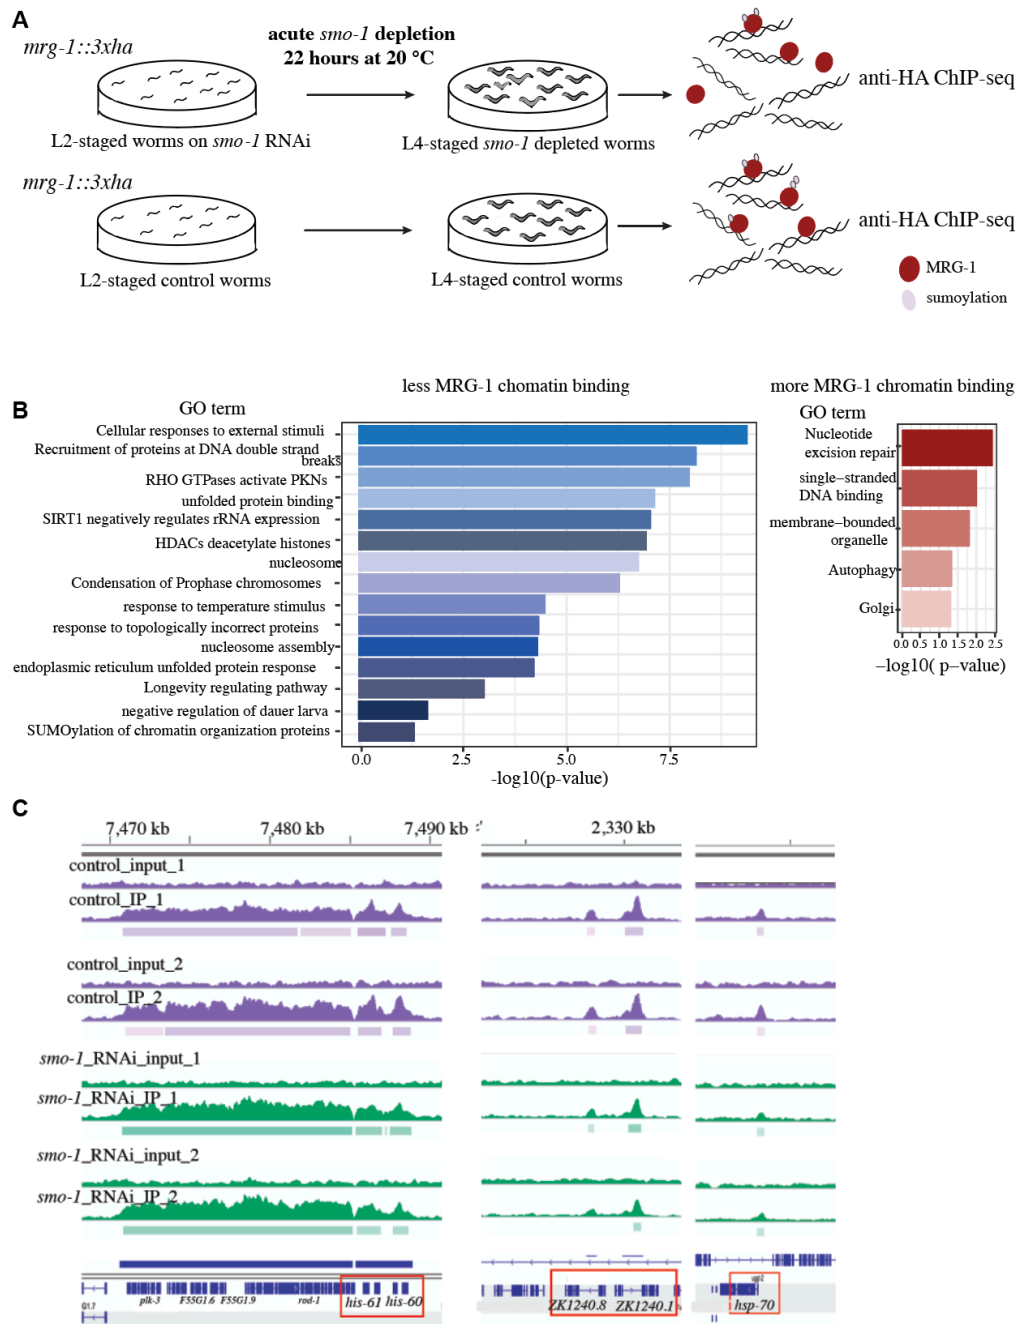 A
mrg-1::3xha
acute smo-1 depletion
22 hours at 20 °C
anti-HA ChIP-seq
L2-staged worms on smo-1 RNAi
L4-staged smo-1 depleted worms
mrg-1::3xha
anti-HA ChIP-seq
L2-staged control worms
L4-staged control worms
MRG-1
sumoylation
B
less MRG-1 chomatin binding
GO term
Cellular responses to external stimuli
Recruitment of proteins at DNA double strand
breaks
RHO GTPases activate PKNs
unfolded protein binding
SIRT1 negatively regulates rRNA expression
HDACs deacetylate histones
nucleosome
Condensation of Prophase chromosomes
response to temperature stimulus
response to topologically incorrect proteins
nucleosome assembly
endoplasmic reticulum unfolded protein response
Longevity regulating pathway
negative regulation of dauer larva
SUMOylation of chromatin organization proteins
0.0 2.5 5.0 7.5
-log10(p-value)
more MRG-1 chromatin binding
GO term
Nucleotide
excision repair
single−stranded
DNA binding
membrane−bounded
organelle
Autophagy
Golgi
0.0 0.5 1.0 1.5 2.0 2.5
−log10( p−value)
C
7,470 kb 7,480 kb 7,490 kb 2,330 kb
control_input_1
control_IP_1
control_input_2
control_IP_2
smo-1_RNAi_input_1
smo-1_RNAi_IP_1
smo-1_RNAi_input_2
smo-1_RNAi_IP_2
plk-3 F55G1.6 F55G1.9 rod-1 his-61 his-60 ZK1240.8 ZK1240.1 hsp-70
G1.7